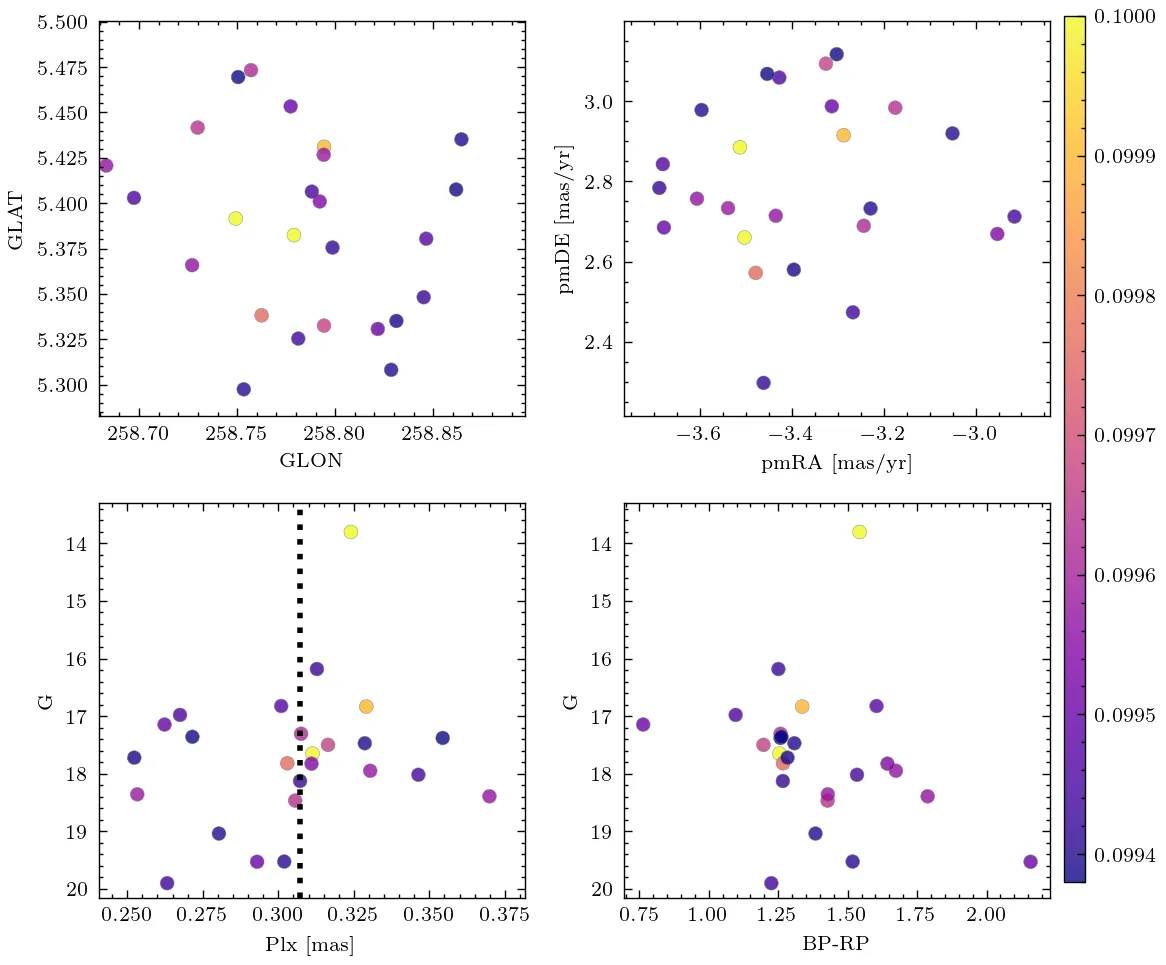 5.500
5.475
5.450
5.425
5.400
5.375
5.350
5.325
5.300
GLAT
258.70 258.75 258.80 258.85
GLON
3.0
2.8
2.6
2.4
pmDE [mas/yr]
−3.6 −3.4 −3.2 −3.0
pmRA [mas/yr]
0.1000
0.0999
0.0998
0.0997
0.0996
0.0995
0.0994
14
15
16
17
18
19
20
G
0.250 0.275 0.300 0.325 0.350 0.375
Plx [mas]
14
15
16
17
18
19
20
G
0.75 1.00 1.25 1.50 1.75 2.00
BP-RP